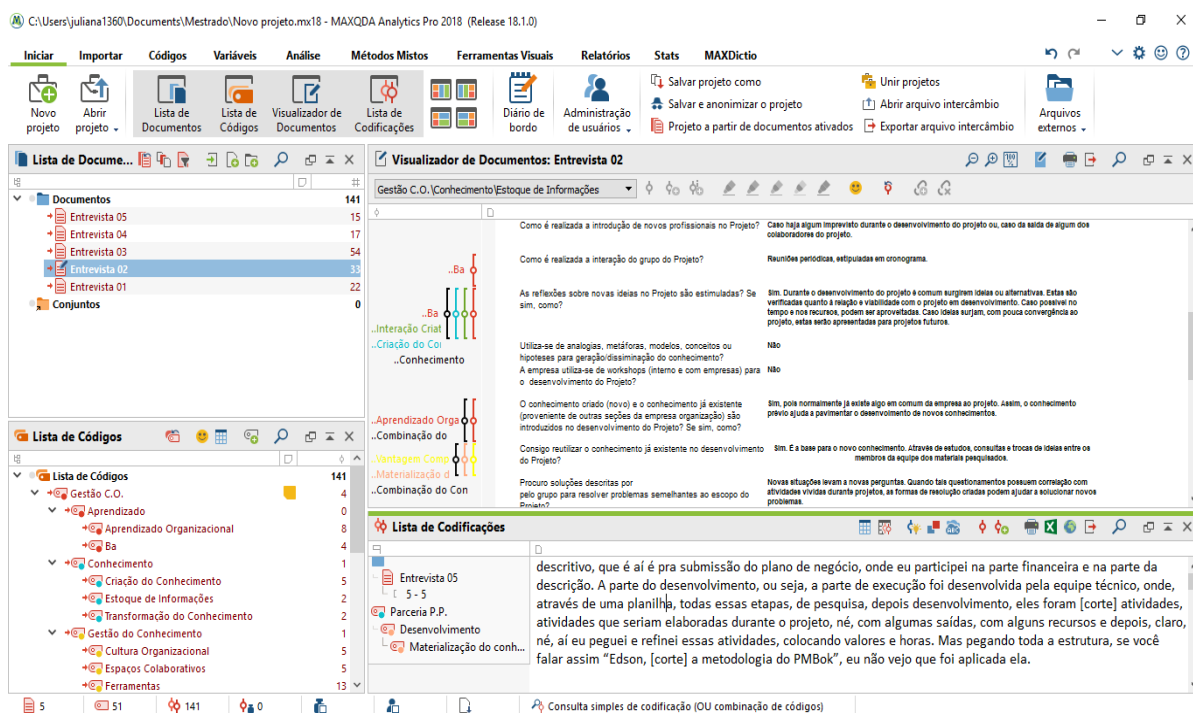 C:\Users\juliana1360\Documents\Mestrado\Novo projeto.mx18 - MAXQDA Analytics Pro 2018 (Release 18.1.0)
Iniciar Importar Códigos Variáveis Análise Métodos Mistos Ferramentas Visuais Relatórios Stats MAXDictio
Novo projeto
Abrir projeto
Lista de Documentos
Lista de Códigos
Visualizador de Documentos
Lista de Codificações
Diário de bordo
Administração de usuários
Salvar projeto como
Salvar e anonimizar o projeto
Projeto a partir de documentos ativados
Unir projetos
Abrir arquivo intercâmbio
Exportar arquivo intercâmbio
Arquivos externos
Lista de Docume...
#
Documentos 141
Entrevista 05 15
Entrevista 04 17
Entrevista 03 54
Entrevista 02 33
Entrevista 01 22
Conjuntos 0
Lista de Códigos
Lista de Códigos 141
Gestão C.O. 4
Aprendizado 0
Aprendizado Organizacional 8
Ba 4
Conhecimento 1
Criação do Conhecimento 5
Estoque de Informações 2
Transformação do Conhecimento 2
Gestão do Conhecimento 1
Cultura Organizacional 5
Espaços Colaborativos 5
Ferramentas 13
Visualizador de Documentos: Entrevista 02
100
Gestão C.O.\Conhecimento\Estoque de Informações
Como é realizada a introdução de novos profissionais no Projeto? Caso haja algum imprevisto durante o desenvolvimento do projeto ou, caso da saída de algum dos
colaboradores do projeto.
..Ba
Como é realizada a interação do grupo do Projeto? Reuniões periódicas, estipuladas em cronograma.
..Ba
..Interação Criat
..Criação do Co
..Conhecimento
As reflexões sobre novas ideias no Projeto são estimuladas? Se
sim, como?
Sim. Durante o desenvolvimento do projeto é comum surgirem ideias ou alternativas. Estas são
verificadas quanto à relação e viabilidade com o projeto em desenvolvimento. Caso possível no
tempo e nos recursos, podem ser aproveitadas. Caso ideias surjam, com pouca convergência ao
projeto, estas serão apresentadas para projetos futuros.
Utiliza-se de analogias, metáforas, modelos, conceitos ou Não
hipoteses para geração/dissiminação do conhecimento?
A empresa utiliza-se de workshops (interno e com empresas) para Não
o desenvolvimento do Projeto?
..Aprendizado Orga
..Combinação do
O conhecimento criado (novo) e o conhecimento já existente
(proveniente de outras seções da empresa organização) são
introduzidos no desenvolvimento do Projeto? Se sim, como?
Sim, pois normalmente já existe algo em comum da empresa ao projeto. Assim, o conhecimento
prévio ajuda a pavimentar o desenvolmento de novos conhecimentos.
..Vantagem Comp
..Materialização d
..Combinação do Con
Consigo reutilizar o conhecimento já existente no desenvolvimento
do Projeto?
Sim. É a base para o novo conhecimento. Através de estudos, consultas e trocas de ideias entre os
membros da equipe dos materiais pesquisados.
Procuro soluções descritas por
pelo grupo para resolver problemas semelhantes ao escopo do
Projeto?
Novas situações levam a novas perguntas. Quando tais questionamentos possuem correlação com
atividades vividas durante projetos, as formas de resolução criadas podem ajudar a solucionar novos
problemas.
Lista de Codificações
Entrevista 05
5 - 5
Parceria P.P.
Desenvolvimento
Materialização do conh...
descritivo, que é aí é pra submissão do plano de negócio, onde eu participei na parte financeira e na parte da
descrição. A parte do desenvolvimento, ou seja, a parte de execução foi desenvolvida pela equipe técnico, onde,
através de uma planilha, todas essas etapas, de pesquisa, depois desenvolvimento, eles foram [corte] atividades,
atividades que seriam elaboradas durante o projeto, né, com algumas saídas, com alguns recursos e depois, claro,
né, aí eu peguei e refinei essas atividades, colocando valores e horas. Mas pegando toda a estrutura, se você
falar assim “Edson, [corte] a metodologia do PMBok”, eu não vejo que foi aplicada ela.
5 51 141 0 Consulta simples de codificação (OU combinação de códigos)